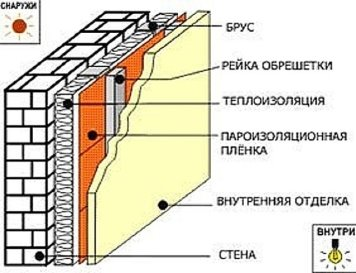 СНАРУЖИ
БРУС
РЕЙКА ОБРЕШЕТКИ
ТЕПЛОИЗОЛЯЦИЯ
ПАРОИЗОЛЯЦИОННАЯ
ПЛЁНКА
ВНУТРЕННЯЯ ОТДЕЛКА
ВНУТРИ
СТЕНА